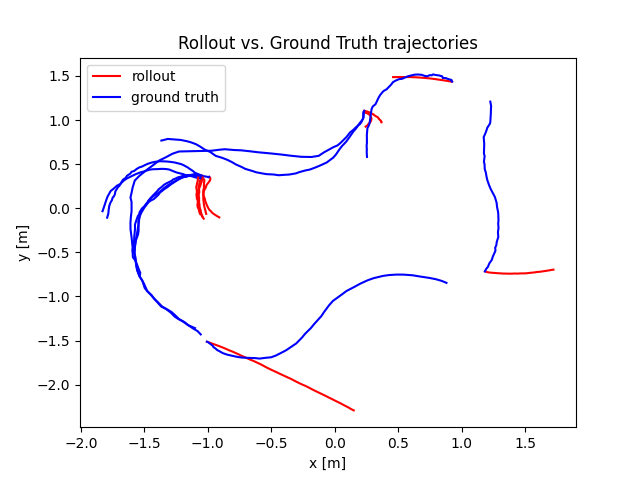 Rollout vs. Ground Truth trajectories
rollout
ground truth
1.5
1.0
0.5
0.0
−0.5
−1.0
−1.5
−2.0
y [m]
−2.0 −1.5 −1.0 −0.5 0.0 0.5 1.0 1.5
x [m]